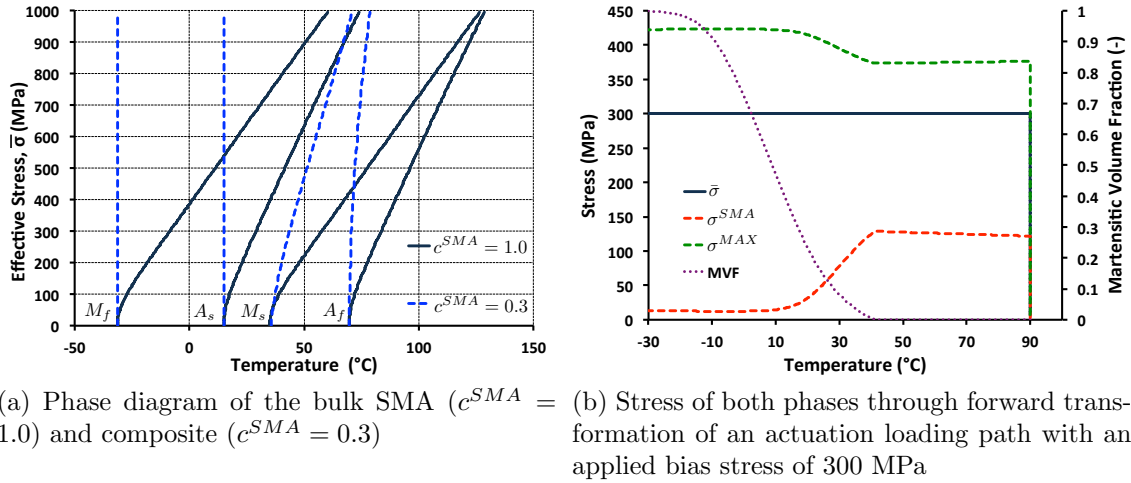 1000
900
800
700
600
500
400
300
200
100
0
Effective Stress, σ̅ (MPa)
M_f
A_s
M_s
A_f
c^{SMA} = 1.0
c^{SMA} = 0.3
-50
0
50
100
150
Temperature (°C)
450
400
350
300
250
200
150
100
50
0
Stress (MPa)
σ̅
σ^{SMA}
σ^{MAX}
MVF
1
0.9
0.8
0.7
0.6
0.5
0.4
0.3
0.2
0.1
0
Martensitic Volume Fraction (-)
-30
-10
10
30
50
70
90
Temperature (°C)
(a) Phase diagram of the bulk SMA (c^{SMA} =
1.0) and composite (c^{SMA} = 0.3)
(b) Stress of both phases through forward trans-
formation of an actuation loading path with an
applied bias stress of 300 MPa